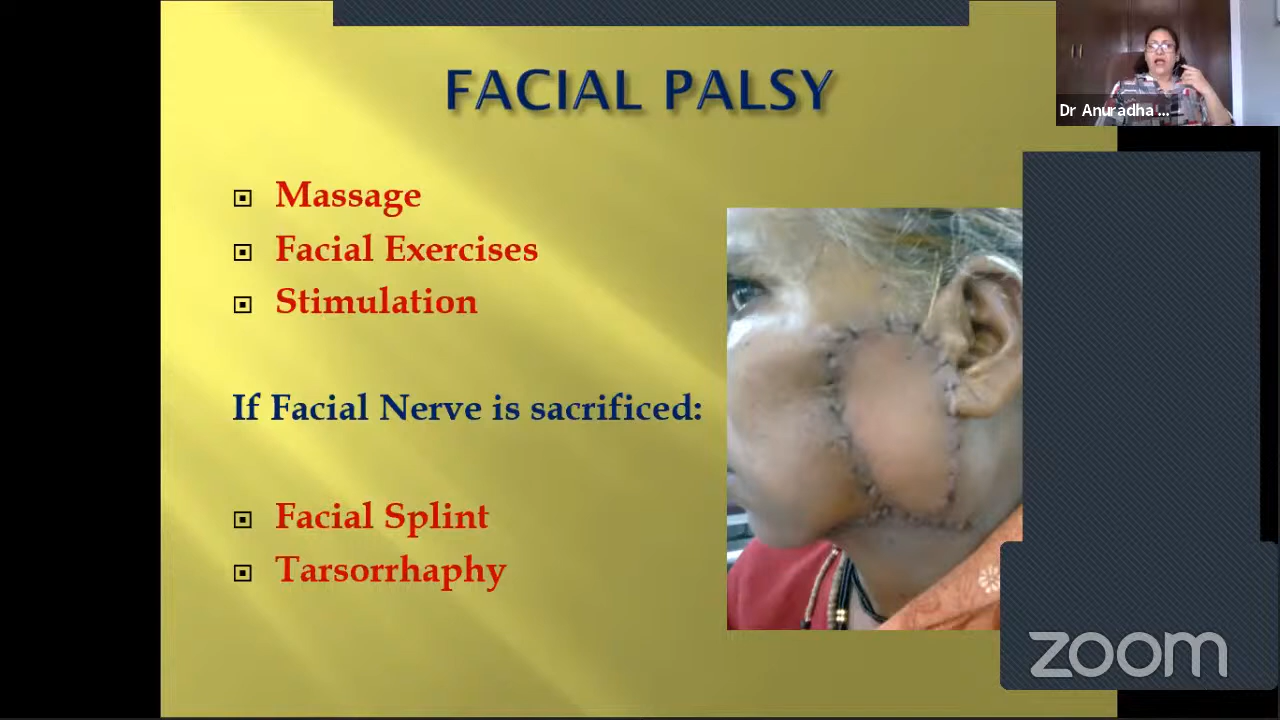 FACIAL PALSY
Dr Anuradha ...
Massage
Facial Exercises
Stimulation
If Facial Nerve is sacrificed:
Facial Splint
Tarsorrhaphy
zoom